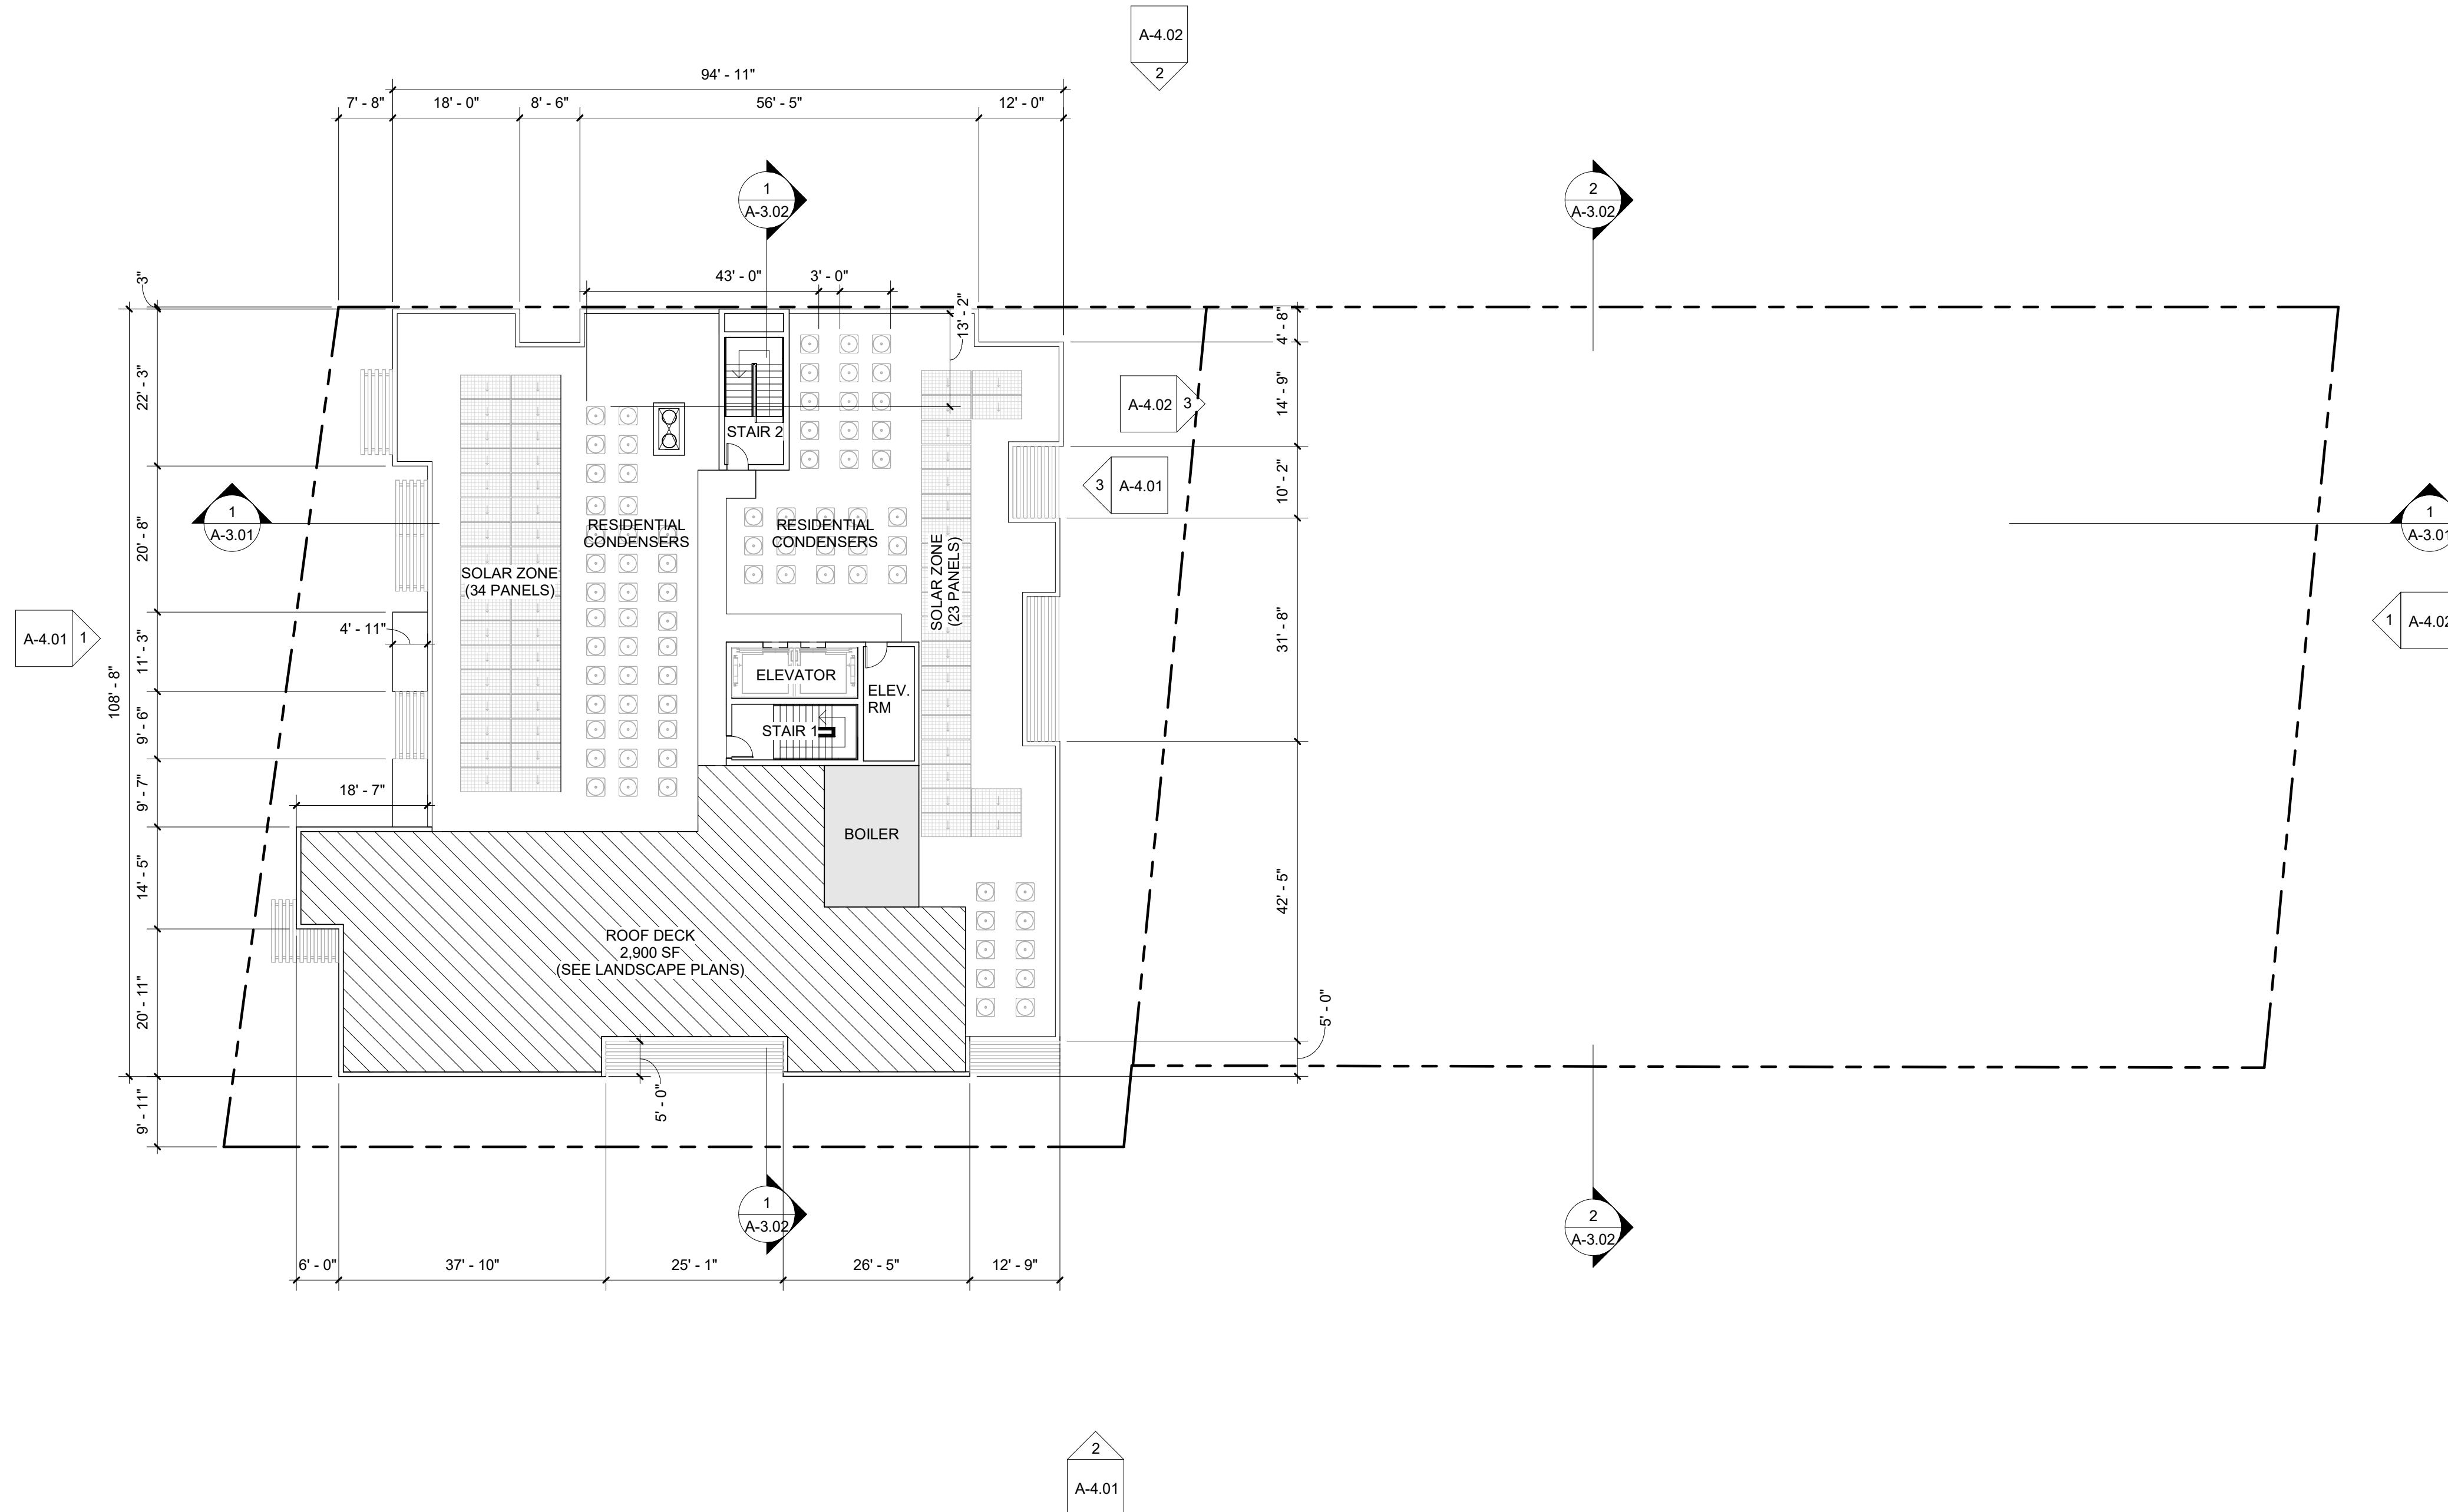 A-4.02
2
94' - 11"
7' - 8"
18' - 0"
8' - 6"
56' - 5"
12' - 0"
1
A-3.02
2
A-3.02
43' - 0"
3' - 0"
3"
13' - 2"
4' - 8"
22' - 3"
14' - 9"
A-4.02
3
STAIR 2
3
A-4.01
10' - 2"
1
A-3.01
1
A-3.01
20' - 8"
RESIDENTIAL
CONDENSERS
RESIDENTIAL
CONDENSERS
SOLAR ZONE
(34 PANELS)
SOLAR ZONE
(23 PANELS)
A-4.01
1
4' - 11"
11' - 3"
108' - 8"
31' - 8"
1
A-4.02
ELEVATOR
ELEV.
RM
9' - 6"
STAIR 1
18' - 7"
9' - 7"
BOILER
14' - 5"
42' - 5"
ROOF DECK
2,900 SF
(SEE LANDSCAPE PLANS)
20' - 11"
5' - 0"
5' - 0"
9' - 11"
1
A-3.02
2
A-3.02
6' - 0"
37' - 10"
25' - 1"
26' - 5"
12' - 9"
2
A-4.01